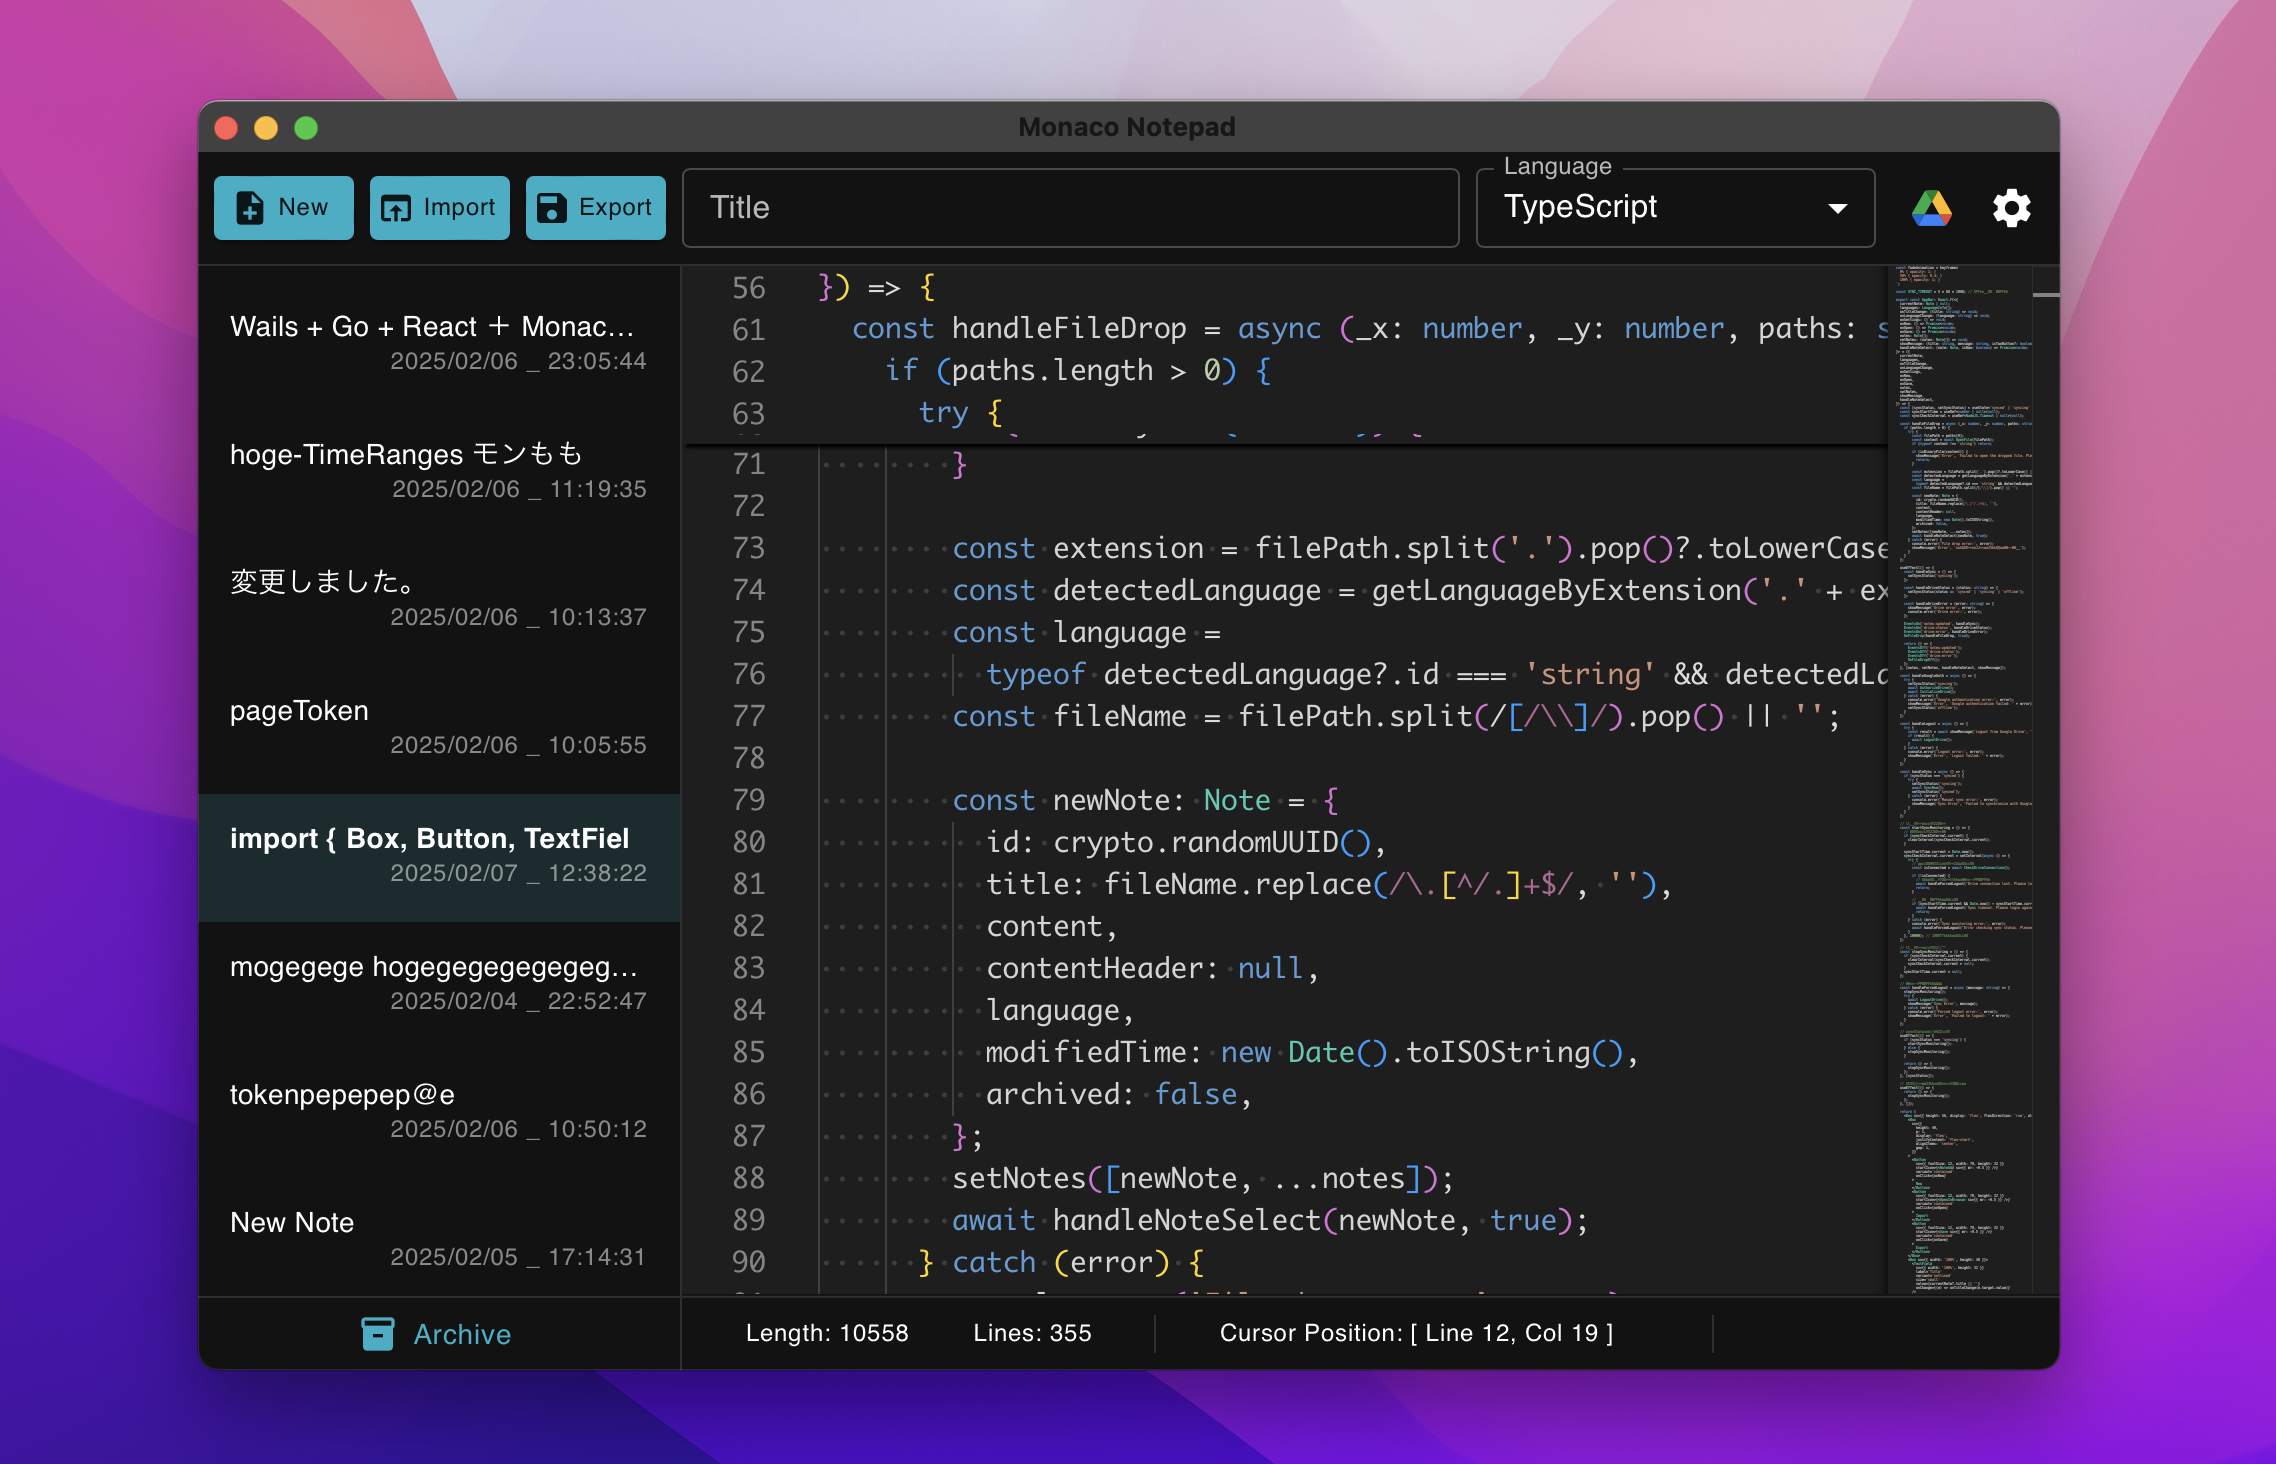 Monaco Notepad
New
Import
Export
Title
Language
TypeScript
Wails + Go + React ＋ Monac…
2025/02/06 _ 23:05:44
hoge-TimeRanges モンもも
2025/02/06 _ 11:19:35
変更しました。
2025/02/06 _ 10:13:37
pageToken
2025/02/06 _ 10:05:55
import { Box, Button, TextFiel
2025/02/07 _ 12:38:22
mogegege hogegegegegegeg…
2025/02/04 _ 22:52:47
tokenpepepep@e
2025/02/06 _ 10:50:12
New Note
2025/02/05 _ 17:14:31
Archive
56 }) => {
61 const handleFileDrop = async (_x: number, _y: number, paths: s
62 if (paths.length > 0) {
63 try {
71 }
72
73 const extension = filePath.split('.').pop()?.toLowerCase
74 const detectedLanguage = getLanguageByExtension('.' + ex
75 const language =
76 typeof detectedLanguage?.id === 'string' && detectedLa
77 const fileName = filePath.split(/[/\\]/).pop() || '';
78
79 const newNote: Note = {
80 id: crypto.randomUUID(),
81 title: fileName.replace(/\.[^/.]+$/, ''),
82 content,
83 contentHeader: null,
84 language,
85 modifiedTime: new Date().toISOString(),
86 archived: false,
87 };
88 setNotes([newNote, ...notes]);
89 await handleNoteSelect(newNote, true);
90 } catch (error) {
Length: 10558
Lines: 355
Cursor Position: [ Line 12, Col 19 ]